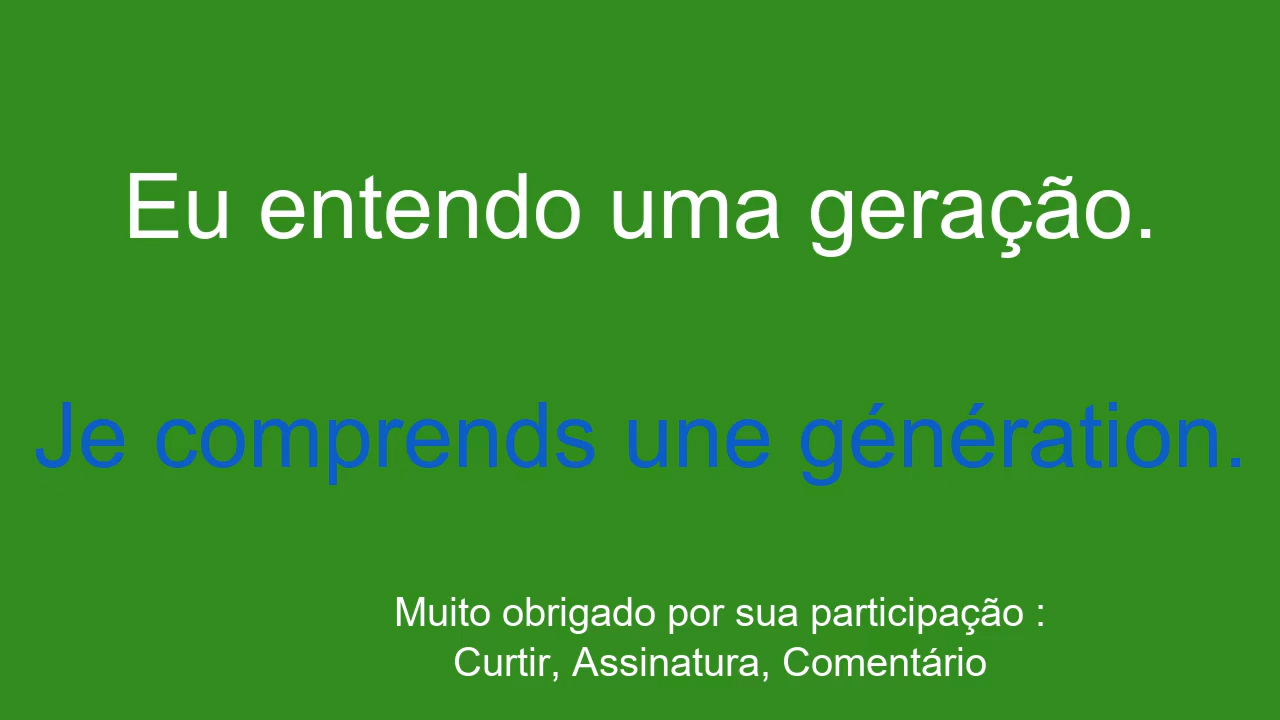 Eu entendo uma geração.
Je comprends une génération.
Muito obrigado por sua participação :
Curtir, Assinatura, Comentário